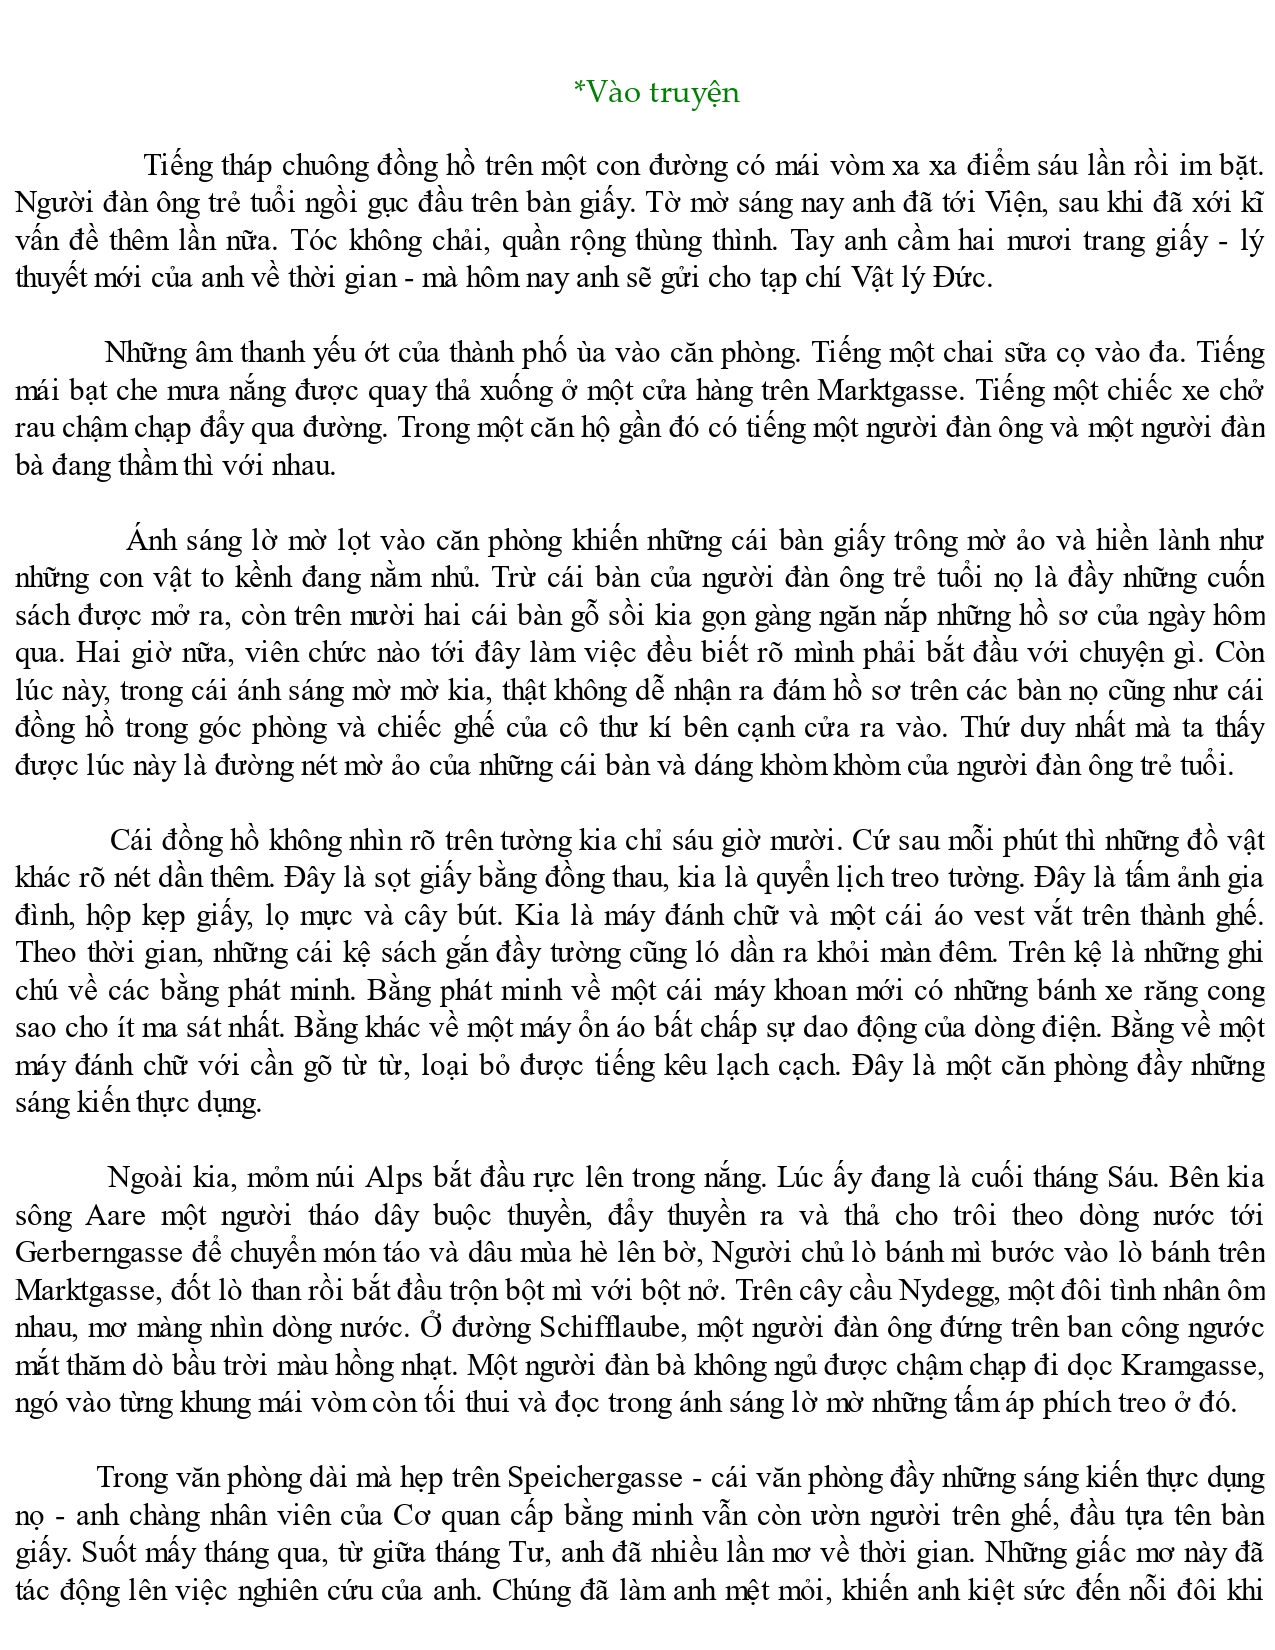 *Vào truyện
Tiếng tháp chuông đồng hồ trên một con đường có mái vòm xa xa điểm sáu lần rồi im bặt.
Người đàn ông trẻ tuổi ngồi gục đầu trên bàn giấy. Tờ mờ sáng nay anh đã tới Viện, sau khi đã xới kĩ
vấn đề thêm lần nữa. Tóc không chải, quần rộng thùng thình. Tay anh cầm hai mươi trang giấy - lý
thuyết mới của anh về thời gian - mà hôm nay anh sẽ gửi cho tạp chí Vật lý Đức.
Những âm thanh yếu ớt của thành phố ùa vào căn phòng. Tiếng một chai sữa cọ vào đa. Tiếng
mái bạt che mưa nắng được quay thả xuống ở một cửa hàng trên Marktgasse. Tiếng một chiếc xe chở
rau chậm chạp đẩy qua đường. Trong một căn hộ gần đó có tiếng một người đàn ông và một người đàn
bà đang thầm thì với nhau.
Ánh sáng lờ mờ lọt vào căn phòng khiến những cái bàn giấy trông mờ ảo và hiền lành như
những con vật to kềnh đang nằm nhủ. Trừ cái bàn của người đàn ông trẻ tuổi nọ là đầy những cuốn
sách được mở ra, còn trên mười hai cái bàn gỗ sồi kia gọn gàng ngăn nắp những hồ sơ của ngày hôm
qua. Hai giờ nữa, viên chức nào tới đây làm việc đều biết rõ mình phải bắt đầu với chuyện gì. Còn
lúc này, trong cái ánh sáng mờ mờ kia, thật không dễ nhận ra đám hồ sơ trên các bàn nọ cũng như cái
đồng hồ trong góc phòng và chiếc ghế của cô thư kí bên cạnh cửa ra vào. Thứ duy nhất mà ta thấy
được lúc này là đường nét mờ ảo của những cái bàn và dáng khòm khòm của người đàn ông trẻ tuổi.
Cái đồng hồ không nhìn rõ trên tường kia chỉ sáu giờ mười. Cứ sau mỗi phút thì những đồ vật
khác rõ nét dần thêm. Đây là sọt giấy bằng đồng thau, kia là quyển lịch treo tường. Đây là tấm ảnh gia
đình, hộp kẹp giấy, lọ mực và cây bút. Kia là máy đánh chữ và một cái áo vest vắt trên thành ghế.
Theo thời gian, những cái kệ sách gắn đầy tường cũng ló dần ra khỏi màn đêm. Trên kệ là những ghi
chú về các bằng phát minh. Bằng phát minh về một cái máy khoan mới có những bánh xe răng cong
sao cho ít ma sát nhất. Bằng khác về một máy ổn áo bất chấp sự dao động của dòng điện. Bằng về một
máy đánh chữ với cần gõ từ từ, loại bỏ được tiếng kêu lạch cạch. Đây là một căn phòng đầy những
sáng kiến thực dụng.
Ngoài kia, mỏm núi Alps bắt đầu rực lên trong nắng. Lúc ấy đang là cuối tháng Sáu. Bên kia
sông Aare một người tháo dây buộc thuyền, đẩy thuyền ra và thả cho trôi theo dòng nước tới
Gerberngasse để chuyển món táo và dâu mùa hè lên bờ, Người chủ lò bánh mì bước vào lò bánh trên
Marktgasse, đốt lò than rồi bắt đầu trộn bột mì với bột nở. Trên cây cầu Nydegg, một đôi tình nhân ôm
nhau, mơ màng nhìn dòng nước. Ở đường Schifflaube, một người đàn ông đứng trên ban công ngước
mắt thăm dò bầu trời màu hồng nhạt. Một người đàn bà không ngủ được chậm chạp đi dọc Kramgasse,
ngó vào từng khung mái vòm còn tối thui và đọc trong ánh sáng lờ mờ những tấm áp phích treo ở đó.
Trong văn phòng dài mà hẹp trên Speichergasse - cái văn phòng đầy những sáng kiến thực dụng
nọ - anh chàng nhân viên của Cơ quan cấp bằng minh vẫn còn ườn người trên ghế, đầu tựa tên bàn
giấy. Suốt mấy tháng qua, từ giữa tháng Tư, anh đã nhiều lần mơ về thời gian. Những giấc mơ này đã
tác động lên việc nghiên cứu của anh. Chúng đã làm anh mệt mỏi, khiến anh kiệt sức đến nỗi đôi khi